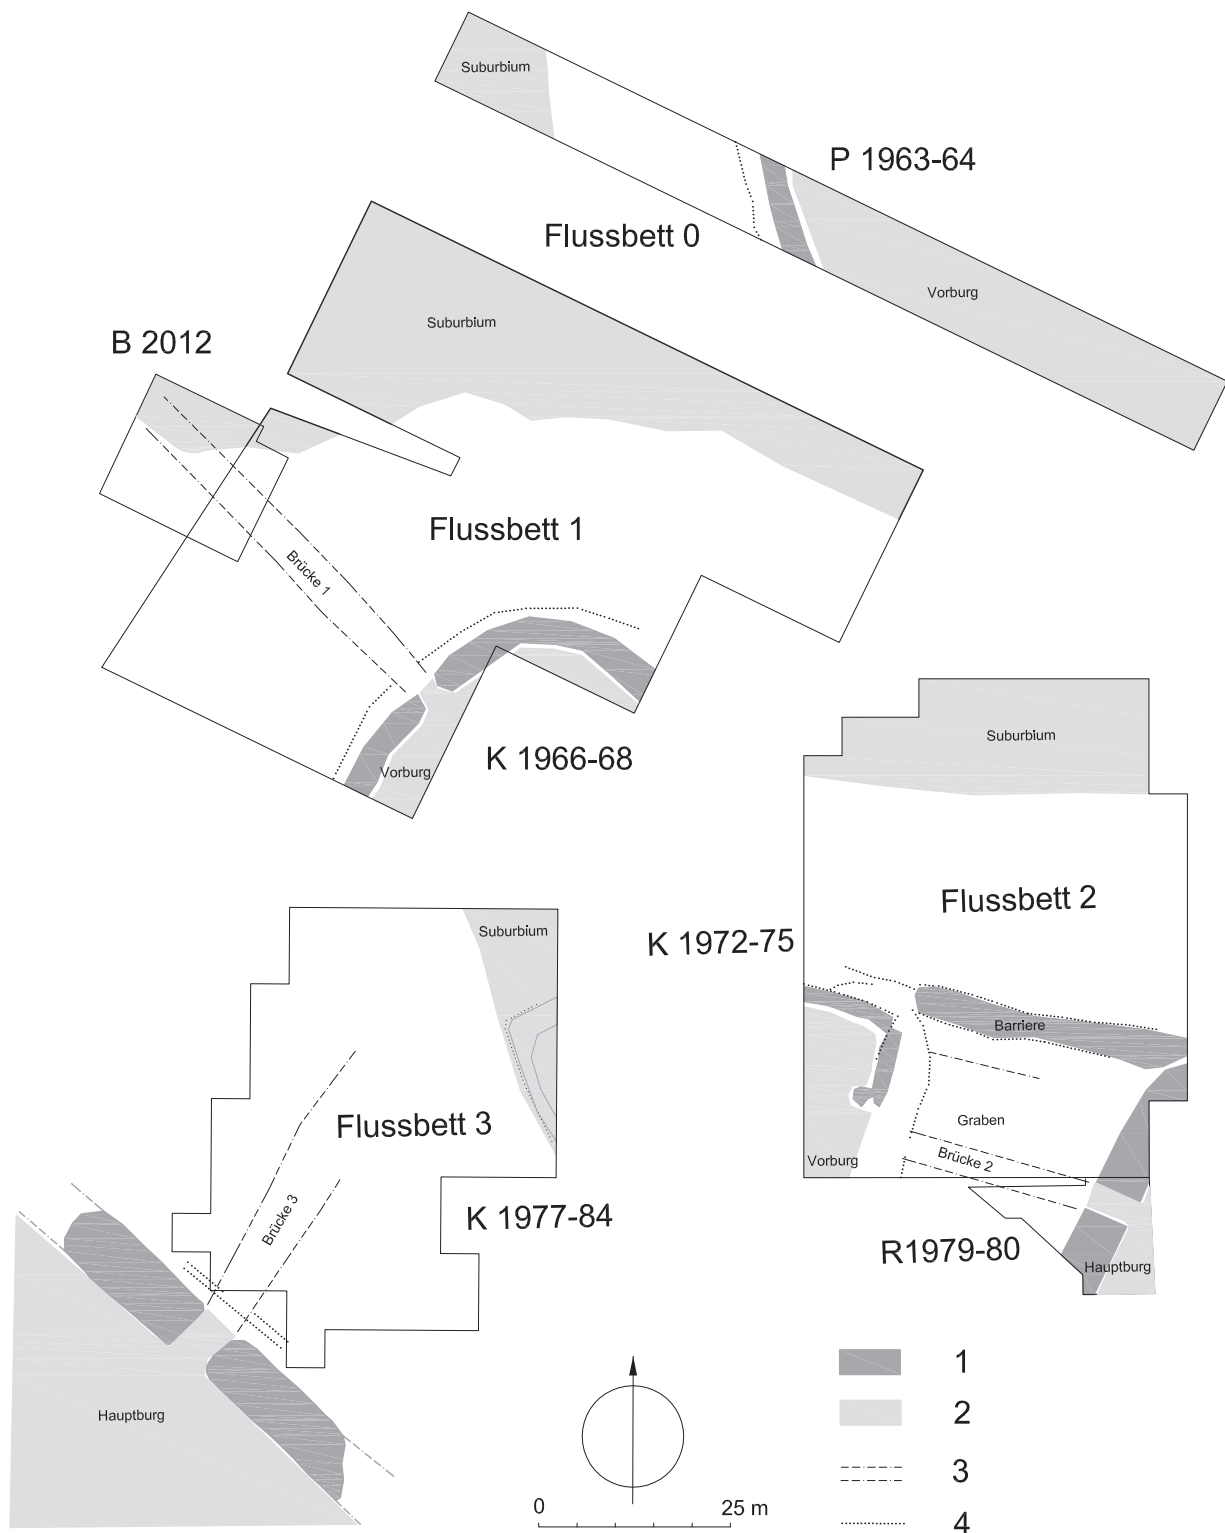 Suburbium
P 1963-64
Flussbett 0
Vorburg
Suburbium
B 2012
Flussbett 1
Brücke 1
K 1966-68
Vorburg
Suburbium
Flussbett 2
K 1972-75
Barriere
Graben
Brücke 2
Vorburg
R1979-80
Hauptburg
Suburbium
Flussbett 3
Brücke 3
K 1977-84
Hauptburg
1
2
3
4
0 25 m